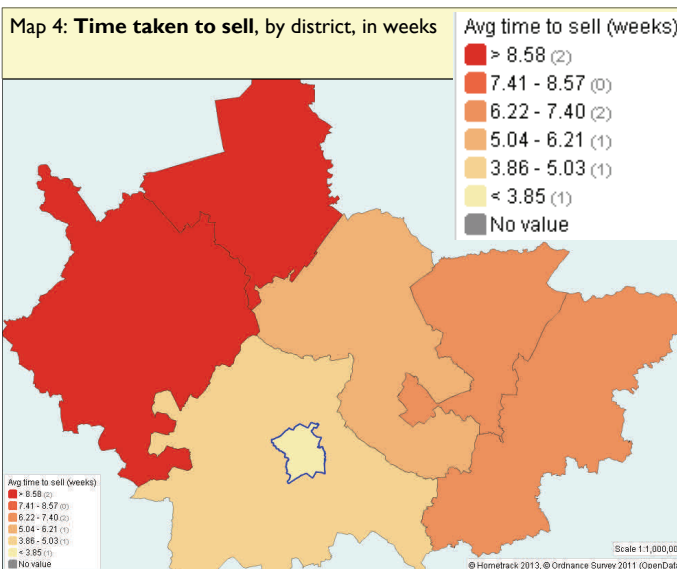 Map 4: Time taken to sell, by district, in weeks
Avg time to sell (weeks)
> 8.58 (2)
7.41 - 8.57 (0)
6.22 - 7.40 (2)
5.04 - 6.21 (1)
3.86 - 5.03 (1)
< 3.85 (1)
No value
Avg time to sell (weeks)
> 8.58 (2)
7.41 - 8.57 (0)
6.22 - 7.40 (2)
5.04 - 6.21 (1)
3.86 - 5.03 (1)
< 3.85 (1)
No value
Scale 1:1,000,00
© Hometrack 2013, © Ordnance Survey 2011 (OpenData